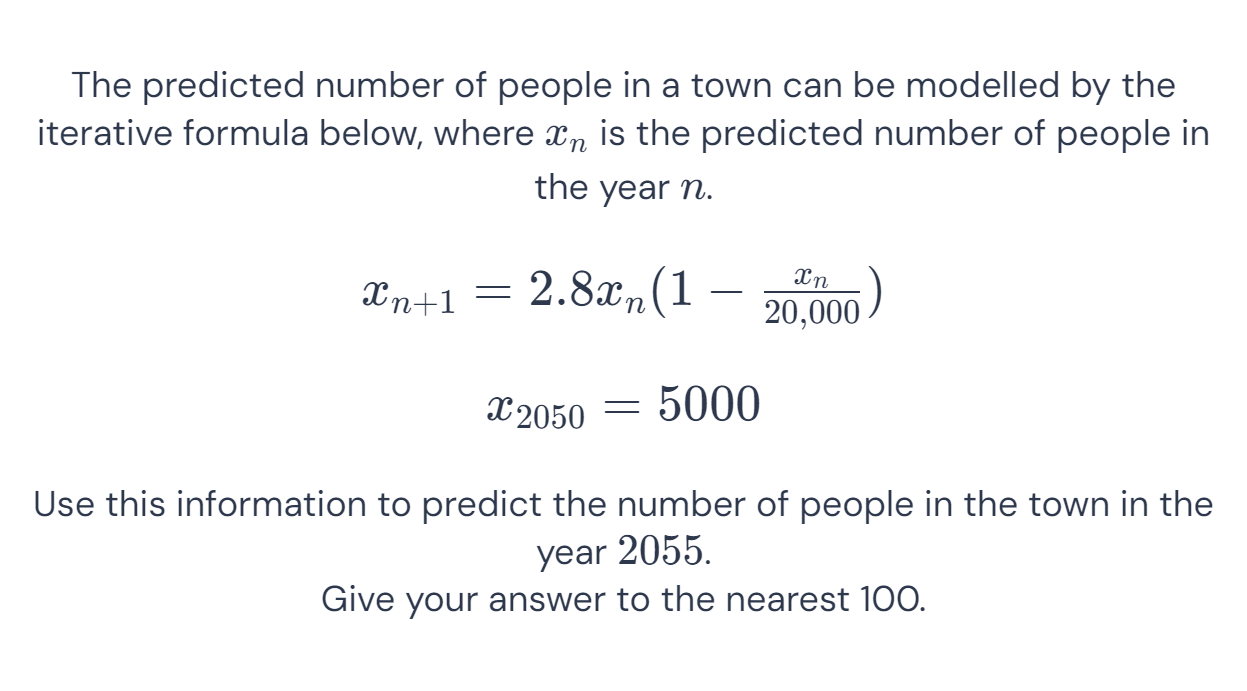 The predicted number of people in a town can be modelled by the
iterative formula below, where $x_n$ is the predicted number of people in
the year $n$.
$x_{n+1} = 2.8x_n(1 - \frac{x_n}{20,000})$
$x_{2050} = 5000$
Use this information to predict the number of people in the town in the
year 2055.
Give your answer to the nearest 100.